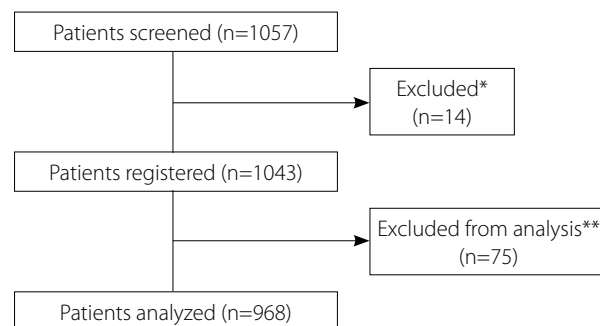 Patients screened (n=1057)
Excluded*
(n=14)
Patients registered (n=1043)
Excluded from analysis**
(n=75)
Patients analyzed (n=968)